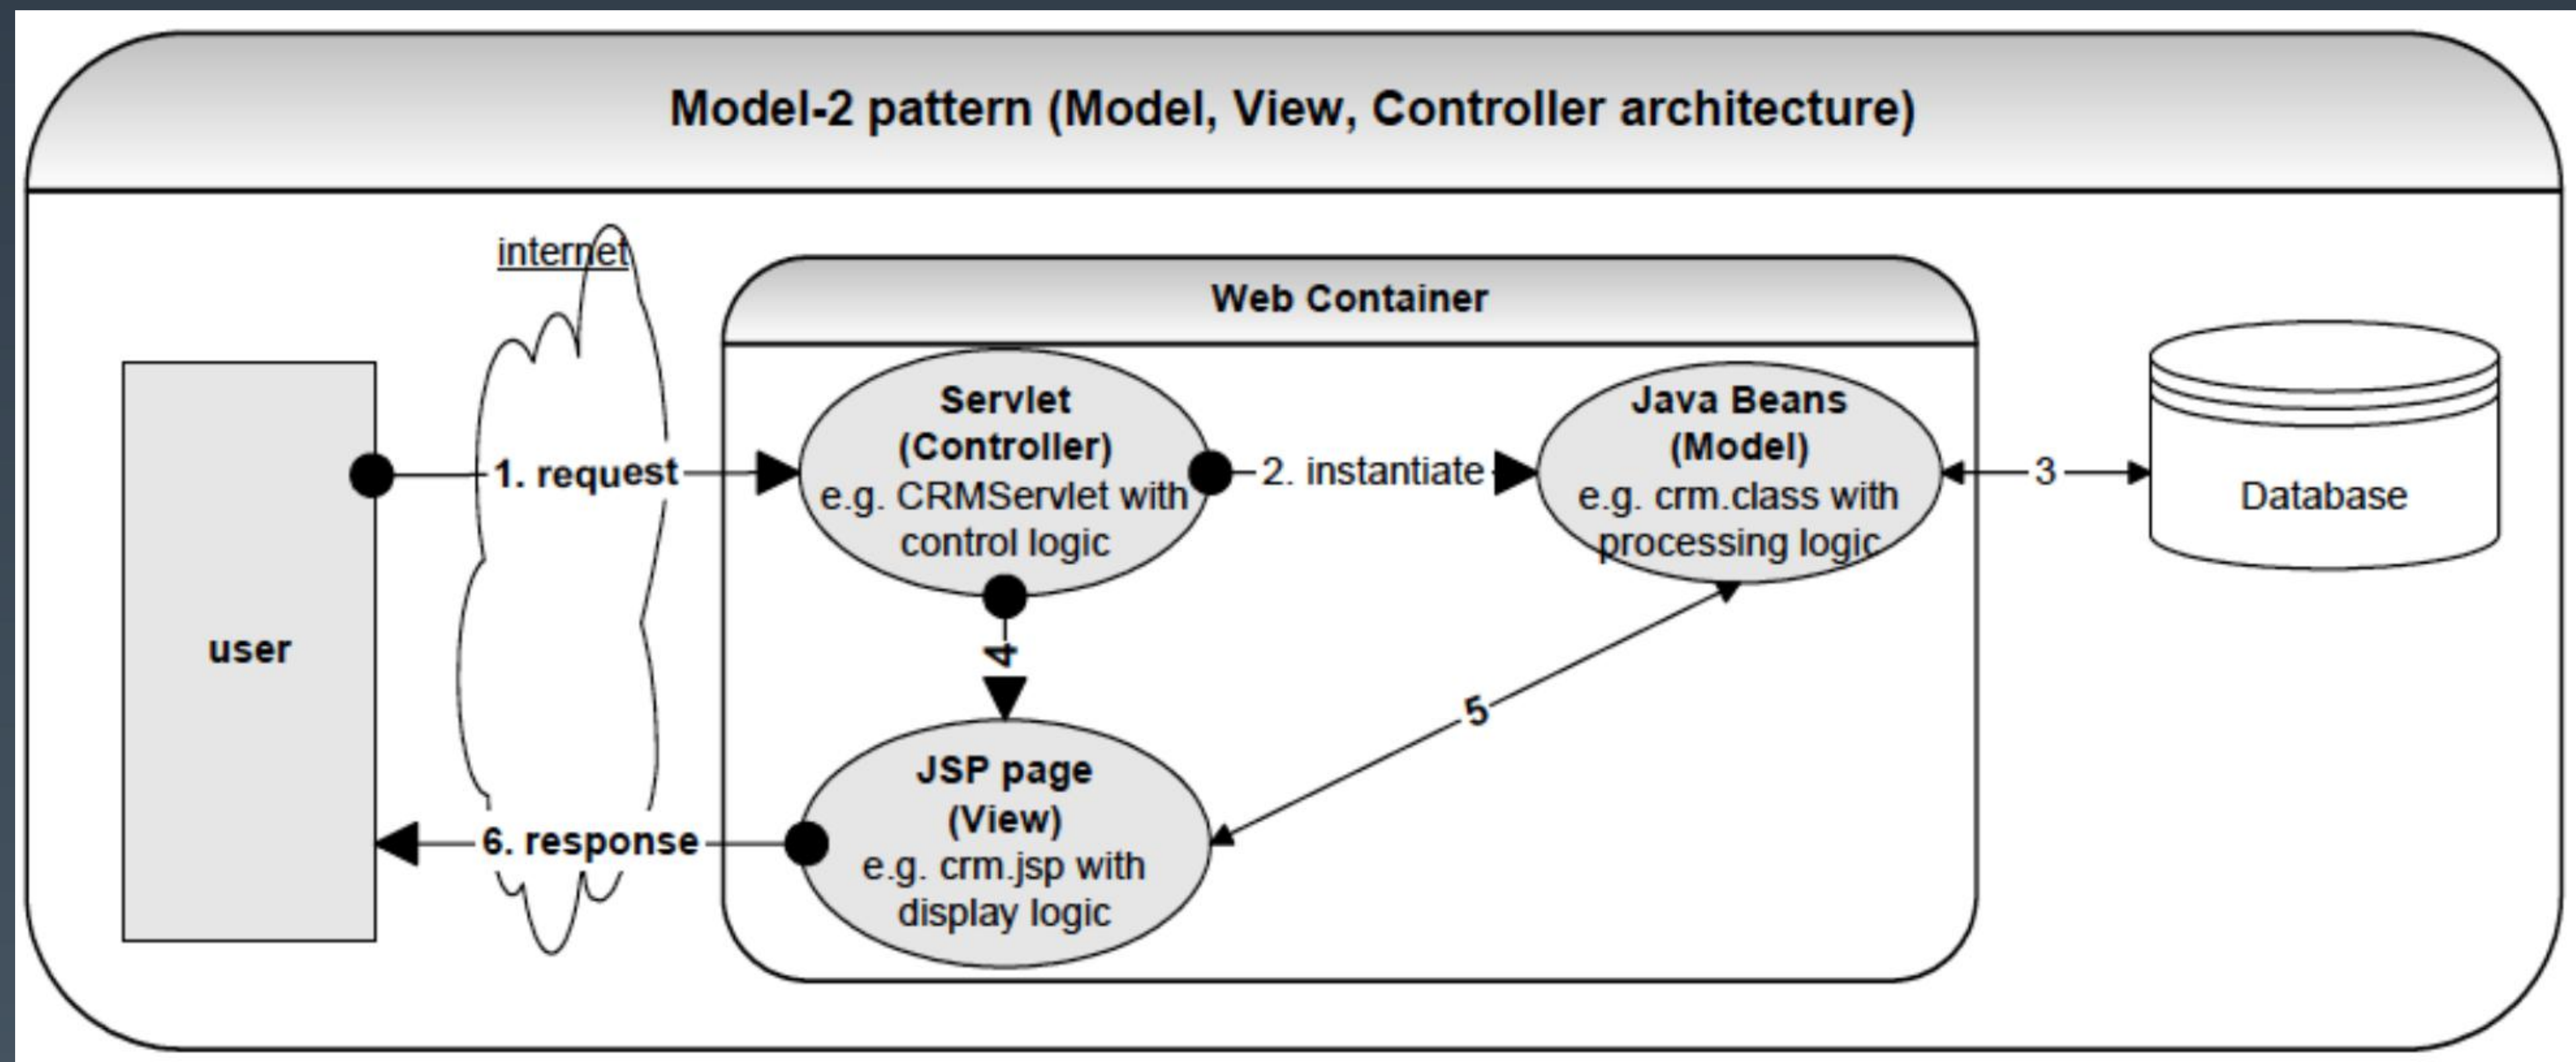 Model-2 pattern (Model, View, Controller architecture)
internet
Web Container
Servlet
(Controller)
e.g. CRMServlet with
control logic
Java Beans
(Model)
e.g. crm.class with
processing logic
1. request
2. instantiate
3
Database
user
4
5
JSP page
(View)
e.g. crm.jsp with
display logic
6. response